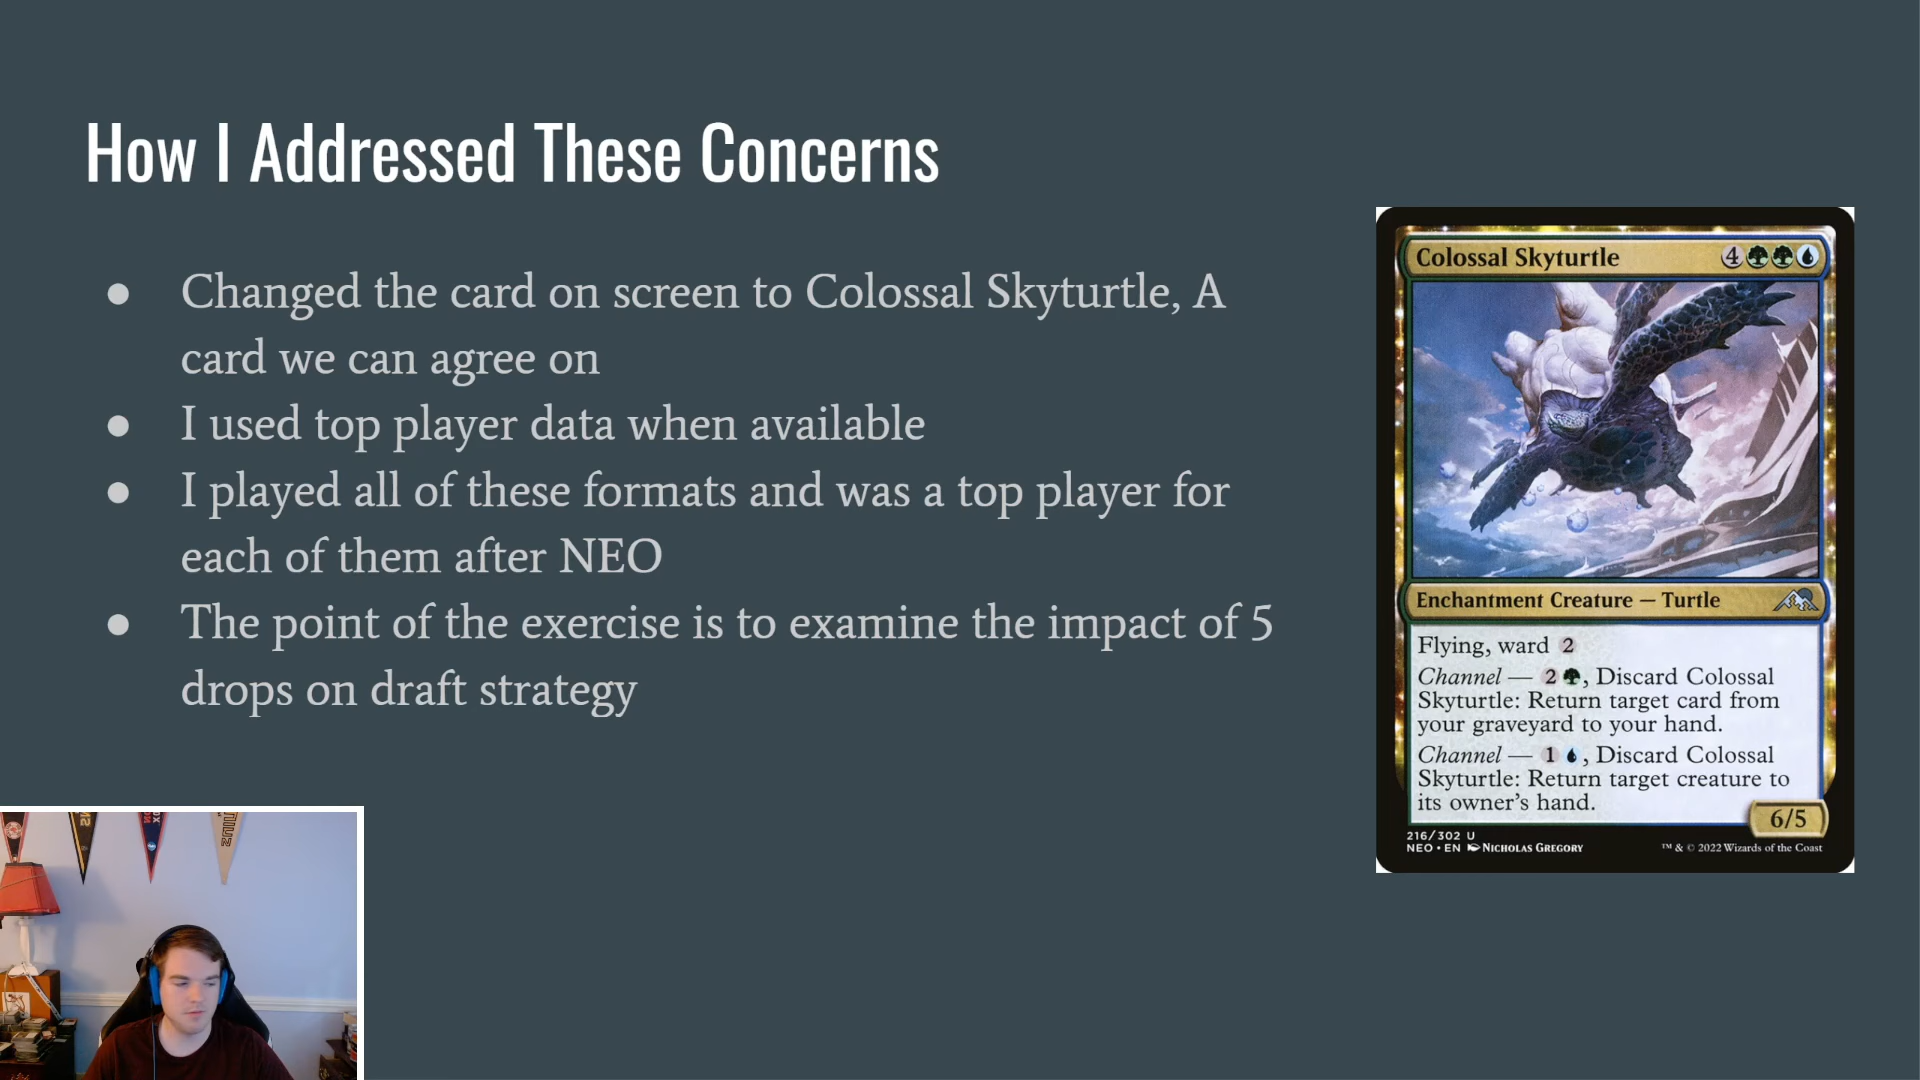 How I Addressed These Concerns
● Changed the card on screen to Colossal Skyturtle, A
card we can agree on
● I used top player data when available
● I played all of these formats and was a top player for
each of them after NEO
● The point of the exercise is to examine the impact of 5
drops on draft strategy
Colossal Skyturtle 4
Enchantment Creature — Turtle
Flying, ward 2
Channel — 2, Discard Colossal
Skyturtle: Return target card from
your graveyard to your hand.
Channel — 1, Discard Colossal
Skyturtle: Return target creature to
its owner's hand.
6/5
216/302 U
NEO • EN NICHOLAS GREGORY
™ & © 2022 Wizards of the Coast